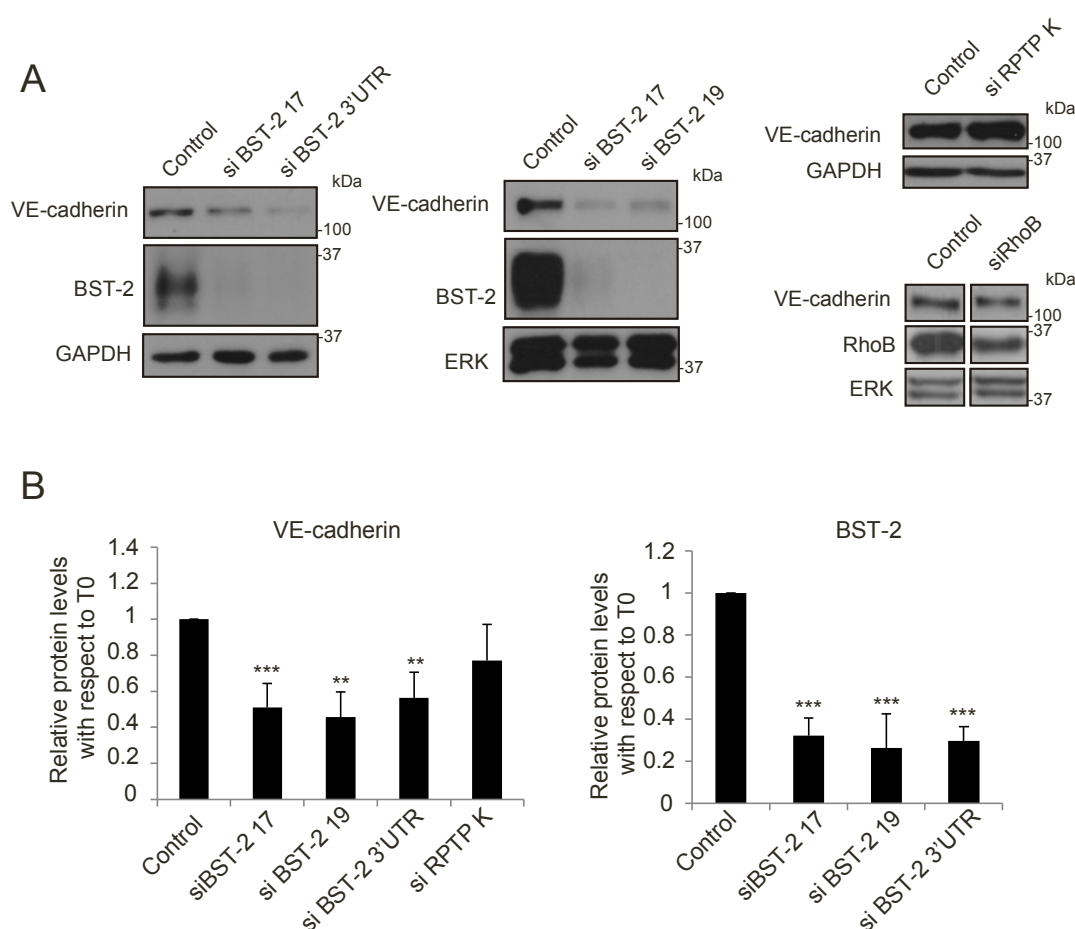 A
Control
si BST-2 17
si BST-2 3'UTR
kDa
VE-cadherin
-100
-37
BST-2
-37
GAPDH
Control
si BST-2 17
si BST-2 19
kDa
VE-cadherin
-100
-37
BST-2
ERK
-37
Control
si RPTP K
kDa
VE-cadherin
-100
-37
GAPDH
Control
siRhoB
kDa
VE-cadherin
-100
-37
RhoB
ERK
-37
B
VE-cadherin
Relative protein levels
with respect to T0
1.4
1.2
1
0.8
0.6
0.4
0.2
0
***
**
**
Control
siBST-2 17
si BST-2 19
si BST-2 3'UTR
si RPTP K
BST-2
Relative protein levels
with respect to T0
1.2
1
0.8
0.6
0.4
0.2
0
***
***
***
Control
siBST-2 17
si BST-2 19
si BST-2 3'UTR